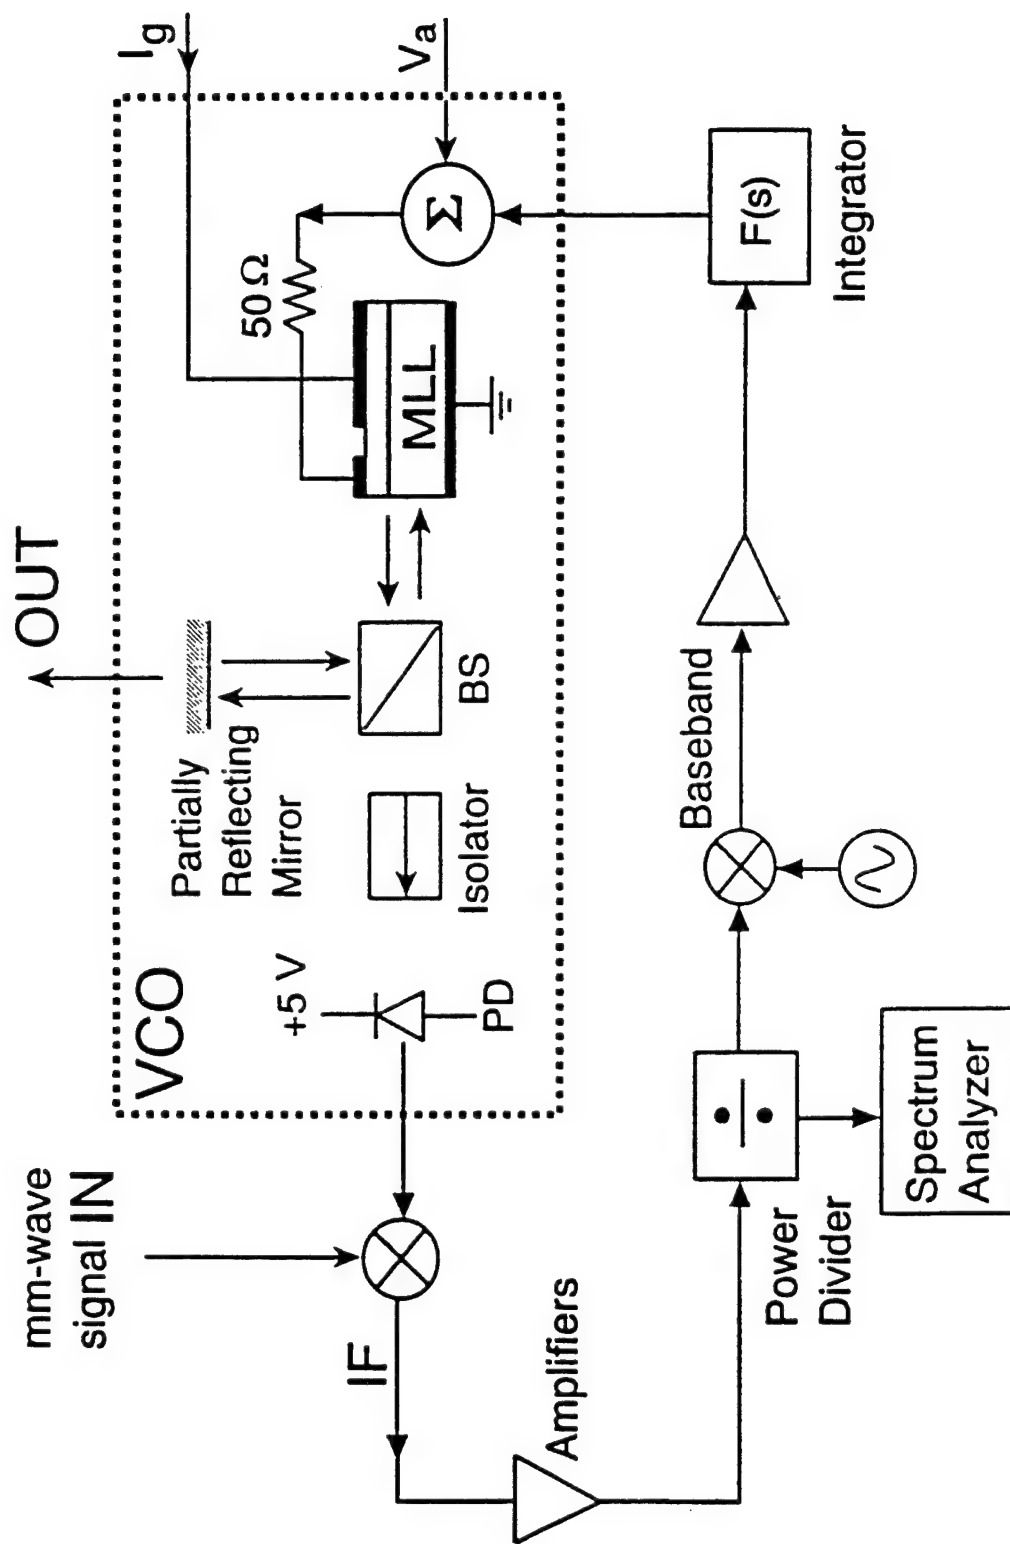 mm-wave
signal IN
VCO
+5 V
PD
Partially
Reflecting
Mirror
Isolator
OUT
BS
MLL
50 Ω
Σ
Ig
Va
IF
Amplifiers
Power
Divider
Spectrum
Analyzer
Baseband
F(s)
Integrator